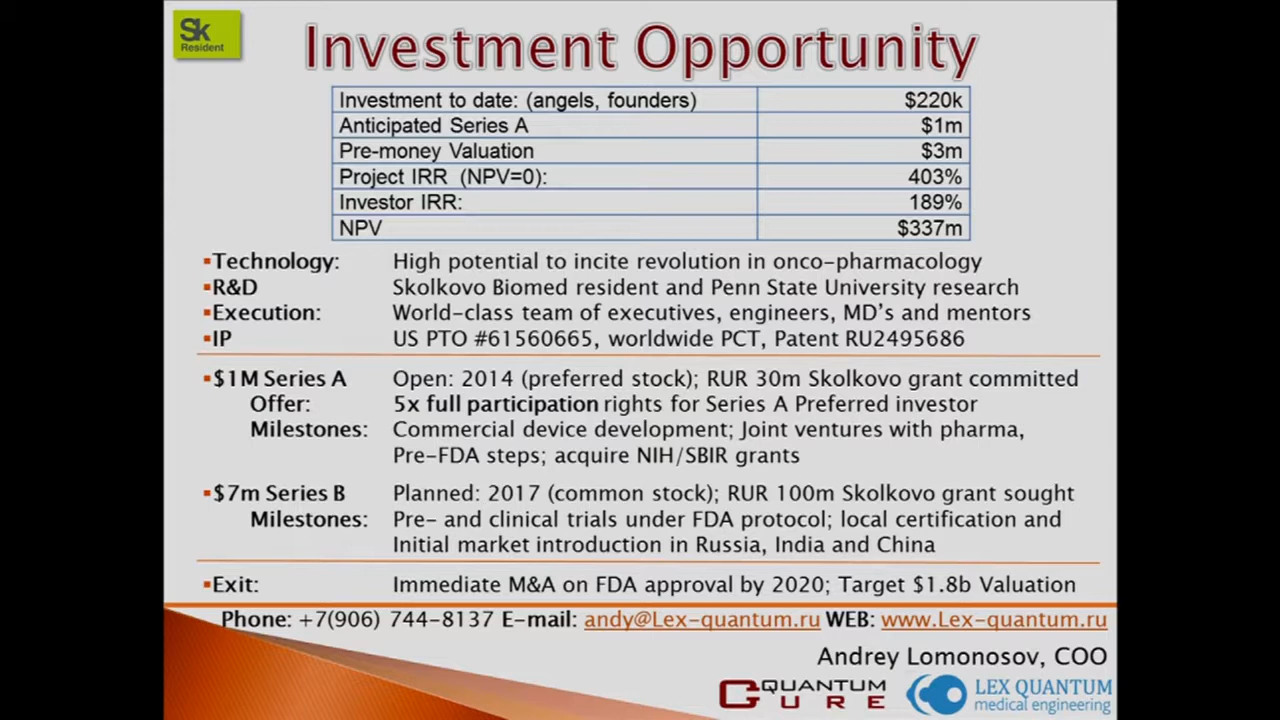 Sk
Resident
Investment Opportunity
Investment to date: (angels, founders) $220k
Anticipated Series A $1m
Pre-money Valuation $3m
Project IRR (NPV=0): 403%
Investor IRR: 189%
NPV $337m
▪Technology: High potential to incite revolution in onco-pharmacology
▪R&D Skolkovo Biomed resident and Penn State University research
▪Execution: World-class team of executives, engineers, MD's and mentors
▪IP US PTO #61560665, worldwide PCT, Patent RU2495686
▪$1M Series A Open: 2014 (preferred stock); RUR 30m Skolkovo grant committed
Offer: 5x full participation rights for Series A Preferred investor
Milestones: Commercial device development; Joint ventures with pharma,
Pre-FDA steps; acquire NIH/SBIR grants
▪$7m Series B Planned: 2017 (common stock); RUR 100m Skolkovo grant sought
Milestones: Pre- and clinical trials under FDA protocol; local certification and
Initial market introduction in Russia, India and China
▪Exit: Immediate M&A on FDA approval by 2020; Target $1.8b Valuation
Phone: +7(906) 744-8137 E-mail: andy@Lex-quantum.ru WEB: www.Lex-quantum.ru
Andrey Lomonosov, COO
QUANTUM
CURE
LEX QUANTUM
medical engineering